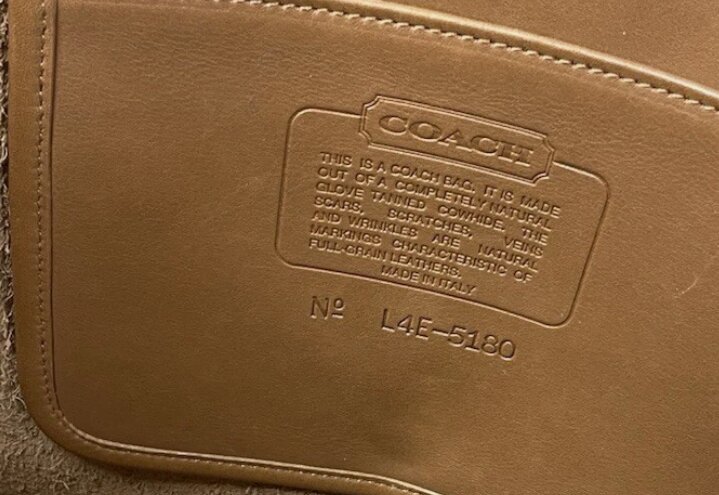 COACH
THIS IS A COACH BAG. IT IS MADE
OUT OF A COMPLETELY NATURAL
GLOVE TANNED COWHIDE, THE
SCARS, SCRATCHES, VEINS
AND WRINKLES ARE NATURAL
MARKINGS CHARACTERISTIC OF
FULL-GRAIN LEATHERS.
MADE IN ITALY
Nº L4E-5180